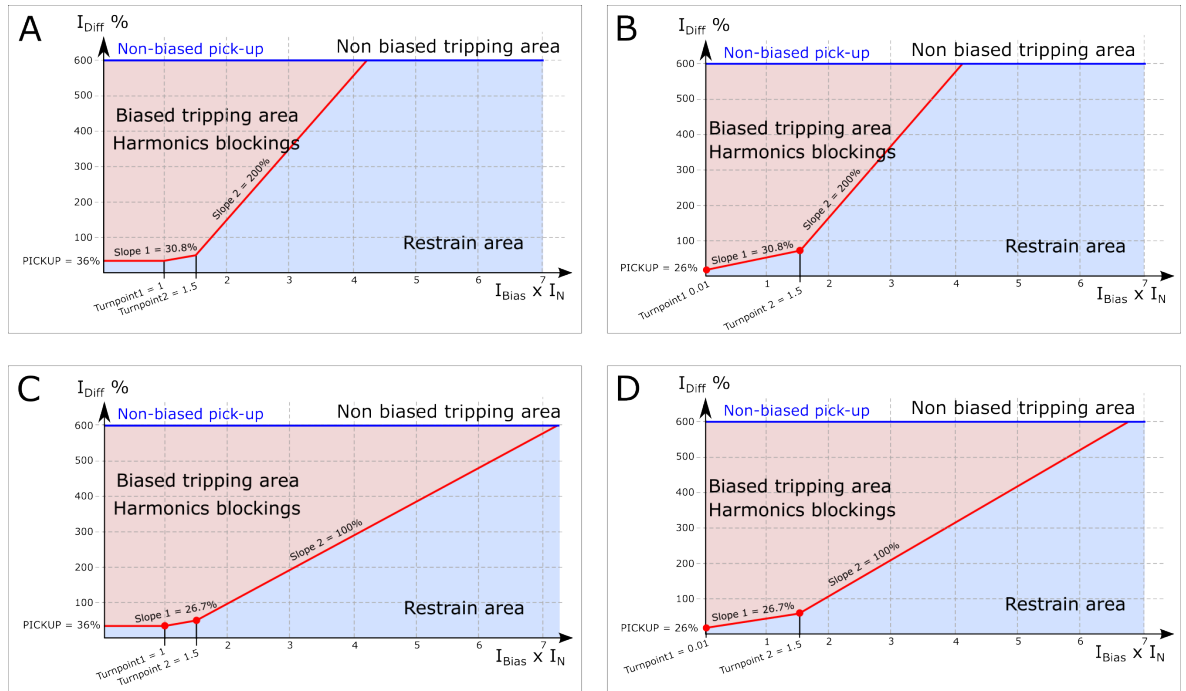 A
I_Diff %
Non-biased pick-up
Non biased tripping area
600
500
400
300
200
100
Biased tripping area
Harmonics blockings
Slope 2 = 200%
Slope 1 = 30.8%
Restrain area
PICKUP = 36%
2 3 4 5 6 7
Turnpoint1 = 1
Turnpoint2 = 1.5
I_Bias x I_N
B
I_Diff %
Non-biased pick-up
Non biased tripping area
600
500
400
300
200
100
Biased tripping area
Harmonics blockings
Slope 2 = 200%
Slope 1 = 30.8%
Restrain area
PICKUP = 26%
1 2 3 4 5 6 7
Turnpoint1 0.01
Turnpoint 2 = 1.5
I_Bias x I_N
C
I_Diff %
Non-biased pick-up
Non biased tripping area
600
500
400
300
200
100
Biased tripping area
Harmonics blockings
Slope 2 = 100%
Slope 1 = 26.7%
Restrain area
PICKUP = 36%
2 3 4 5 6 7
Turnpoint1 = 1
Turnpoint 2 = 1.5
I_Bias x I_N
D
I_Diff %
Non-biased pick-up
Non biased tripping area
600
500
400
300
200
100
Biased tripping area
Harmonics blockings
Slope 2 = 100%
Slope 1 = 26.7%
Restrain area
PICKUP = 26%
1 2 3 4 5 6 7
Turnpoint1 = 0.01
Turnpoint 2 = 1.5
I_Bias x I_N